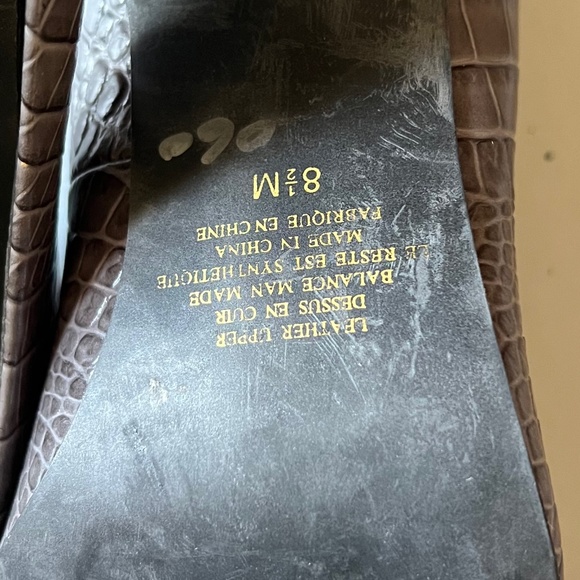 LEATHER UPPER
DESSUS EN CUIR
BALANCE MAN MADE
LE RESTE EST SYNTHETIQUE
MADE IN CHINA
FABRIQUE EN CHINE
8½M
060